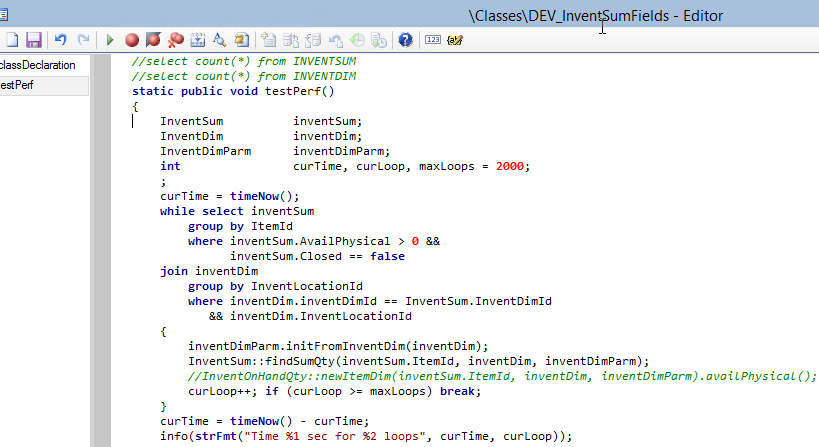 \Classes\DEV_InventSumFields - Editor
classDeclaration
estPerf
//select count(*) from INVENTSUM
//select count(*) from INVENTDIM
static public void testPerf()
{
InventSum inventSum;
InventDim inventDim;
InventDimParm inventDimParm;
int curTime, curLoop, maxLoops = 2000;
;
curTime = timeNow();
while select inventSum
group by ItemId
where inventSum.AvailPhysical > 0 &&
inventSum.Closed == false
join inventDim
group by InventLocationId
where inventDim.inventDimId == InventSum.InventDimId
&& inventDim.InventLocationId
{
inventDimParm.initFromInventDim(inventDim);
InventSum::findSumQty(inventSum.ItemId, inventDim, inventDimParm);
//InventOnHandQty::newItemDim(inventSum.ItemId, inventDim, inventDimParm).availPhysical();
curLoop++; if (curLoop >= maxLoops) break;
}
curTime = timeNow() - curTime;
info(strFmt("Time %1 sec for %2 loops", curTime, curLoop));